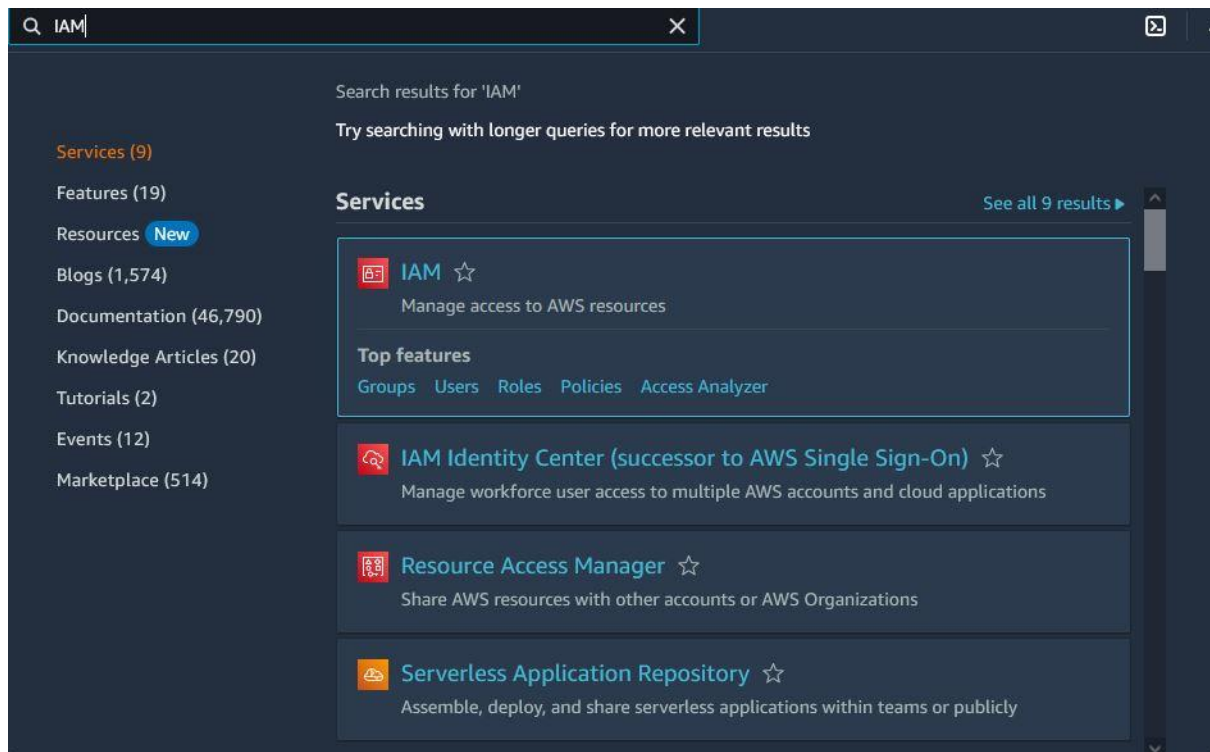 IAM
Search results for 'IAM'
Try searching with longer queries for more relevant results
Services (9)
Features (19)
Resources New
Blogs (1,574)
Documentation (46,790)
Knowledge Articles (20)
Tutorials (2)
Events (12)
Marketplace (514)
Services
See all 9 results
IAM
Manage access to AWS resources
Top features
Groups Users Roles Policies Access Analyzer
IAM Identity Center (successor to AWS Single Sign-On)
Manage workforce user access to multiple AWS accounts and cloud applications
Resource Access Manager
Share AWS resources with other accounts or AWS Organizations
Serverless Application Repository
Assemble, deploy, and share serverless applications within teams or publicly